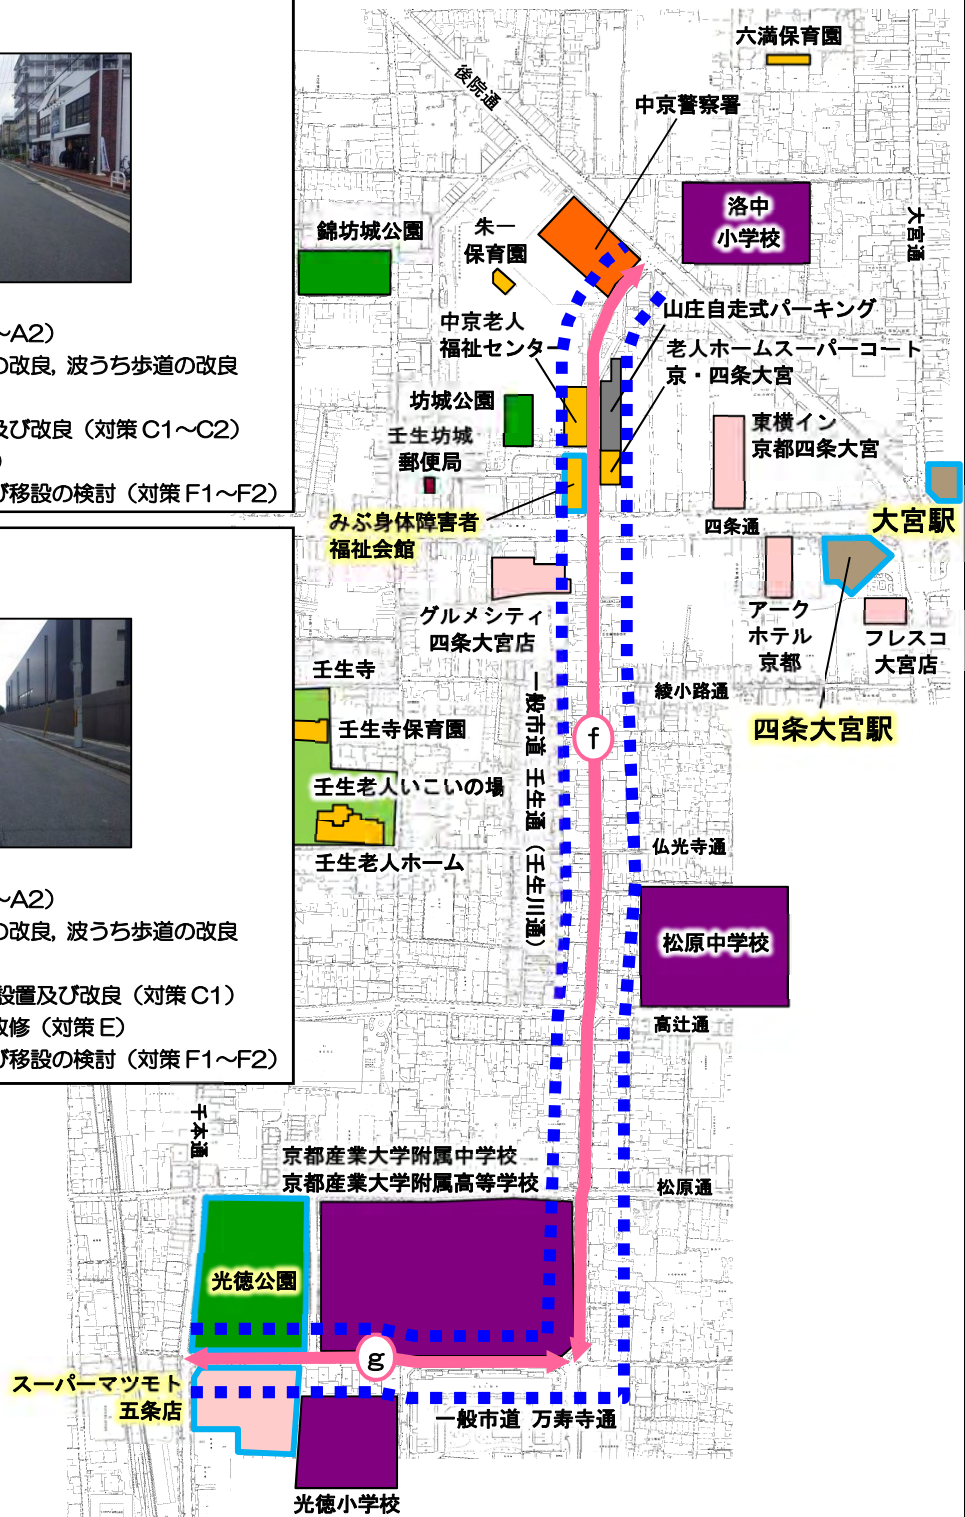 ～A2）
の改良，波うち歩道の改良
及び改良（対策C1～C2）
）
び移設の検討（対策F1～F2）
～A2）
の改良，波うち歩道の改良
設置及び改良（対策C1）
改修（対策E）
び移設の検討（対策F1～F2）
六満保育園
後院通
中京警察署
洛中
小学校
大宮通
錦坊城公園
朱一
保育園
山庄自走式パーキング
中京老人
福祉センター
老人ホームスーパーコート
京・四条大宮
坊城公園
壬生坊城
郵便局
東横イン
京都四条大宮
みぶ身体障害者
福祉会館
四条通
大宮駅
グルメシティ
四条大宮店
アーク
ホテル
京都
フレスコ
大宮店
壬生寺
綾小路通
壬生寺保育園
四条大宮駅
f
一般市道 壬生通（壬生川通）
壬生老人いこいの場
壬生老人ホーム
仏光寺通
松原中学校
高辻通
千本通
京都産業大学附属中学校
京都産業大学附属高等学校
松原通
光徳公園
g
スーパーマツモト
五条店
一般市道 万寿寺通
光徳小学校